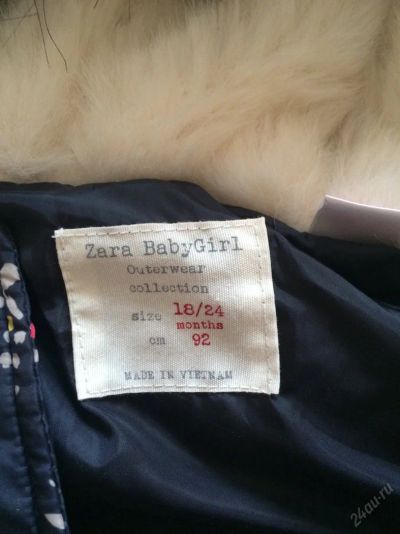 Zara BabyGirl
Outerwear
collection
size 18/24
months
cm 92
MADE IN VIETNAM
24au.ru